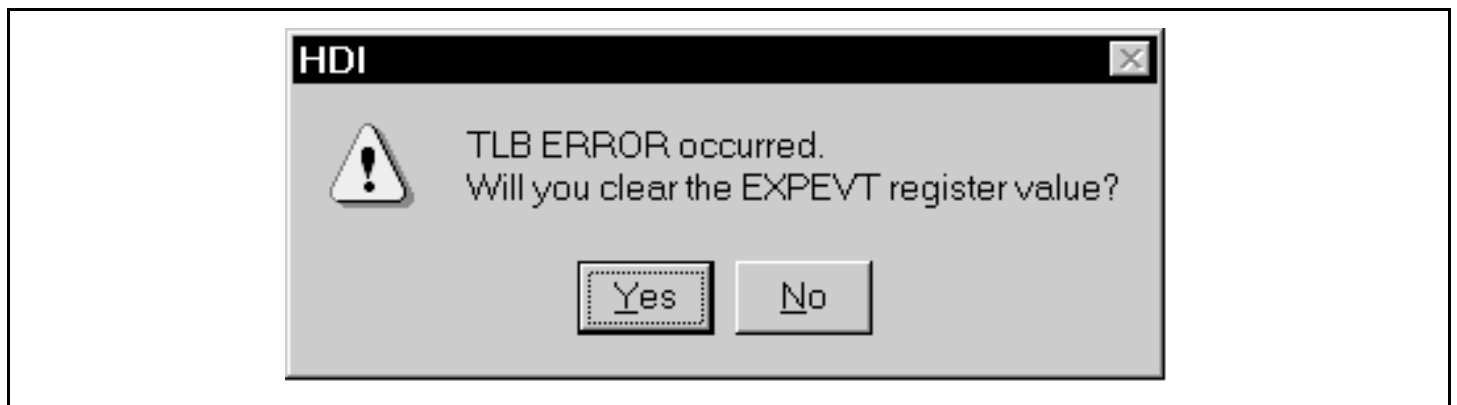 HDI
TLB ERROR occurred.
Will you clear the EXPEVT register value?
Yes
No